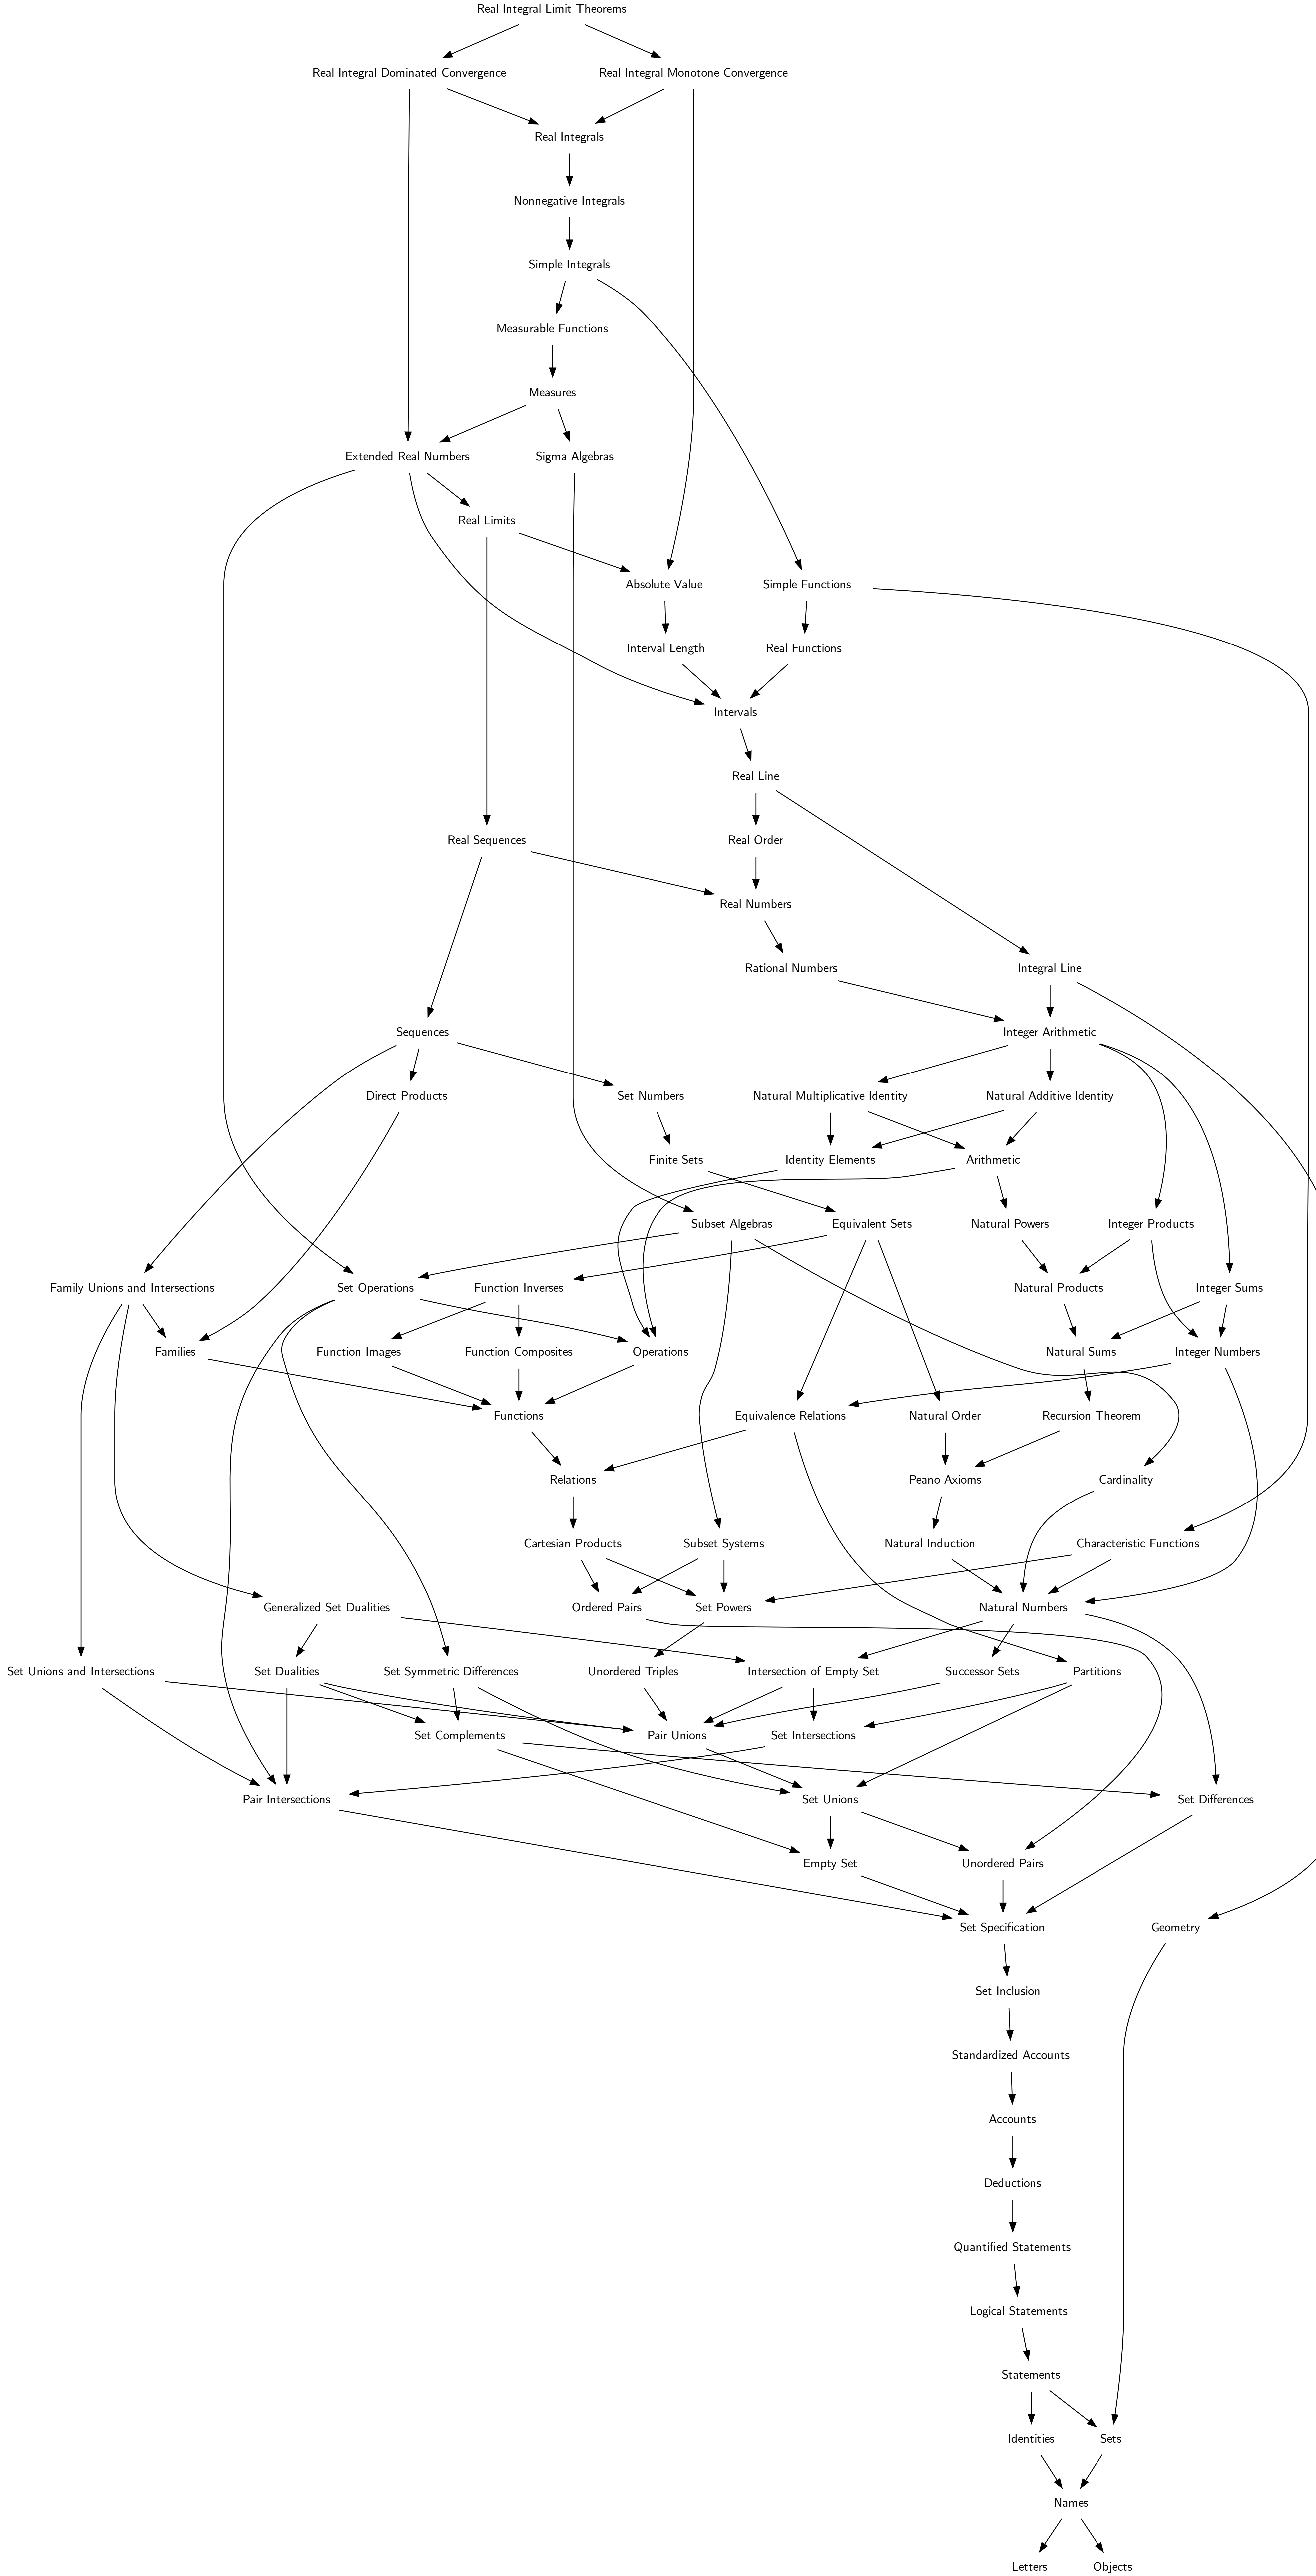 Real Integral Limit Theorems
Real Integral Dominated Convergence
Real Integral Monotone Convergence
Real Integrals
Nonnegative Integrals
Simple Integrals
Measurable Functions
Measures
Extended Real Numbers
Sigma Algebras
Real Limits
Absolute Value
Simple Functions
Interval Length
Real Functions
Intervals
Real Line
Real Sequences
Real Order
Real Numbers
Rational Numbers
Integral Line
Sequences
Integer Arithmetic
Direct Products
Set Numbers
Natural Multiplicative Identity
Natural Additive Identity
Finite Sets
Identity Elements
Arithmetic
Subset Algebras
Equivalent Sets
Natural Powers
Integer Products
Family Unions and Intersections
Set Operations
Function Inverses
Natural Products
Integer Sums
Families
Function Images
Function Composites
Operations
Natural Sums
Integer Numbers
Functions
Equivalence Relations
Natural Order
Recursion Theorem
Relations
Peano Axioms
Cardinality
Cartesian Products
Subset Systems
Natural Induction
Characteristic Functions
Generalized Set Dualities
Ordered Pairs
Set Powers
Natural Numbers
Set Unions and Intersections
Set Dualities
Set Symmetric Differences
Unordered Triples
Intersection of Empty Set
Successor Sets
Partitions
Set Complements
Pair Unions
Set Intersections
Pair Intersections
Set Unions
Set Differences
Empty Set
Unordered Pairs
Set Specification
Geometry
Set Inclusion
Standardized Accounts
Accounts
Deductions
Quantified Statements
Logical Statements
Statements
Identities
Sets
Names
Letters
Objects